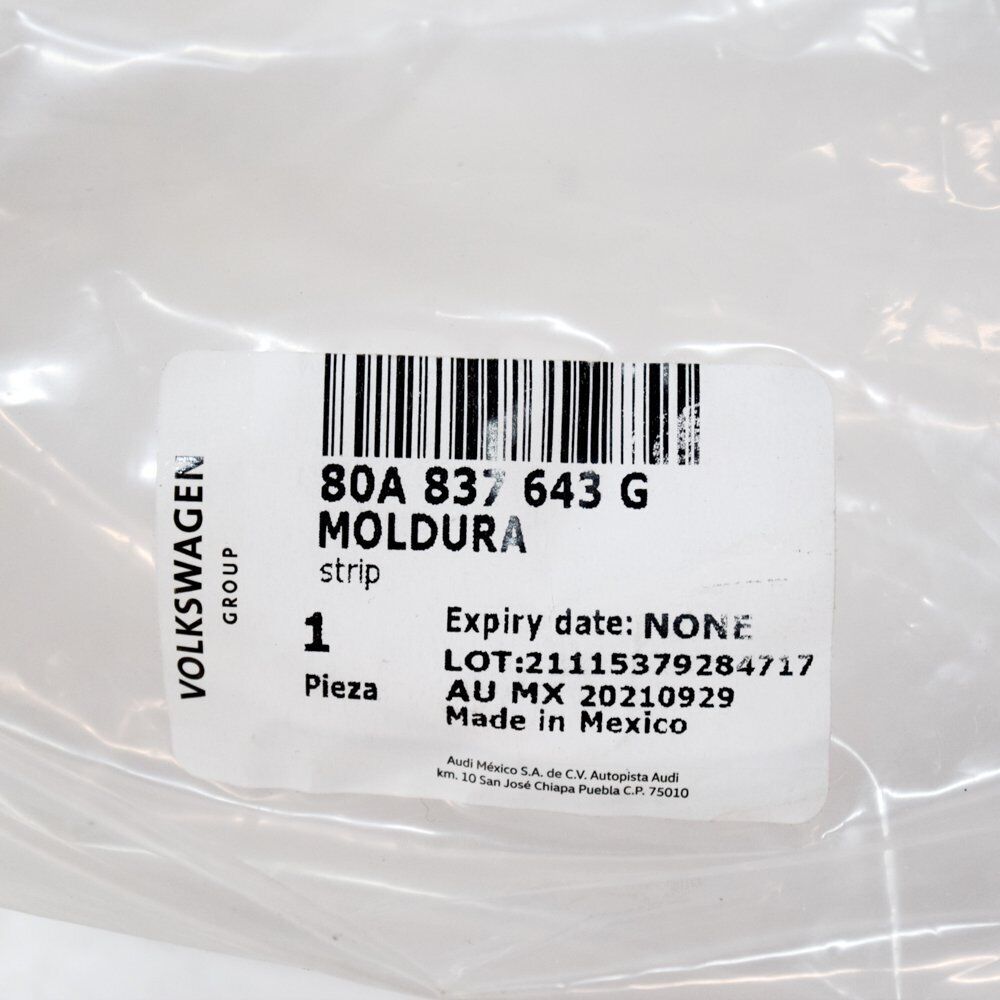 VOLKSWAGEN
GROUP
80A 837 643 G
MOLDURA
strip
1
Pieza
Expiry date: NONE
LOT:21115379284717
AU MX 20210929
Made in Mexico
Audi México S.A. de C.V. Autopista Audi
km. 10 San José Chiapa Puebla C.P. 75010